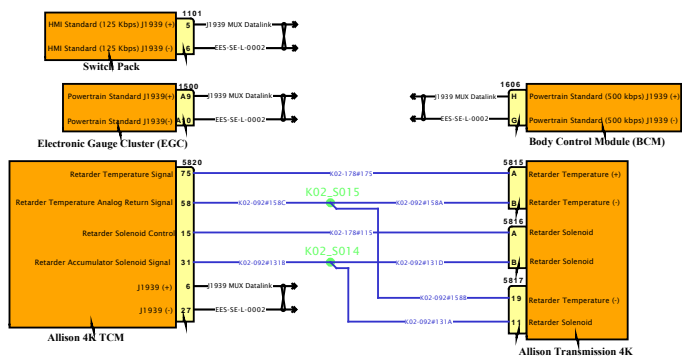 1101
HMI Standard (125 Kbps) J1939 (+) 5 J1939 MUX Datalink
HMI Standard (125 Kbps) J1939 (-) 6 EES-SE-L-0002
Switch Pack
1500
Powertrain Standard J1939(+) A9 J1939 MUX Datalink
Powertrain Standard J1939(-) A10 EES-SE-L-0002
Electronic Gauge Cluster (EGC)
1606
J1939 MUX Datalink H Powertrain Standard (500 kbps) J1939 (+)
EES-SE-L-0002 G Powertrain Standard (500 kbps) J1939 (-)
Body Control Module (BCM)
5820
Retarder Temperature Signal 75 K02-178#175
Retarder Temperature Analog Return Signal 58 K02-092#158C
K02_S015
K02-092#158A
Retarder Solenoid Control 15 K02-178#115
Retarder Accumulator Solenoid Signal 31 K02-092#131B
K02_S014
K02-092#131D
J1939 (+) 6 J1939 MUX Datalink
J1939 (-) 27 EES-SE-L-0002
Allison 4K TCM
5815
A Retarder Temperature (+)
B Retarder Temperature (-)
5816
A Retarder Solenoid
B Retarder Solenoid
5817
K02-092#158B 19 Retarder Temperature (-)
K02-092#131A 11 Retarder Solenoid
Allison Transmission 4K